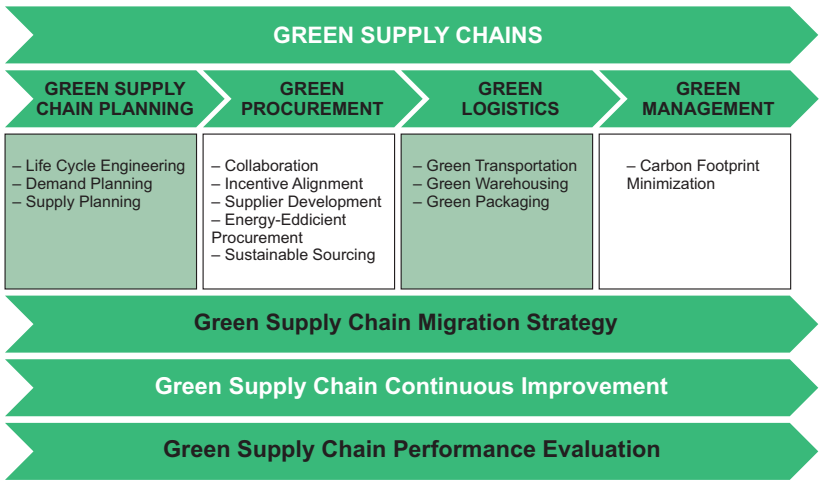 GREEN SUPPLY CHAINS
GREEN SUPPLY
CHAIN PLANNING
GREEN
PROCUREMENT
GREEN
LOGISTICS
GREEN
MANAGEMENT
– Life Cycle Engineering
– Demand Planning
– Supply Planning
– Collaboration
– Incentive Alignment
– Supplier Development
– Energy-Eddicient
Procurement
– Sustainable Sourcing
– Green Transportation
– Green Warehousing
– Green Packaging
– Carbon Footprint
Minimization
Green Supply Chain Migration Strategy
Green Supply Chain Continuous Improvement
Green Supply Chain Performance Evaluation